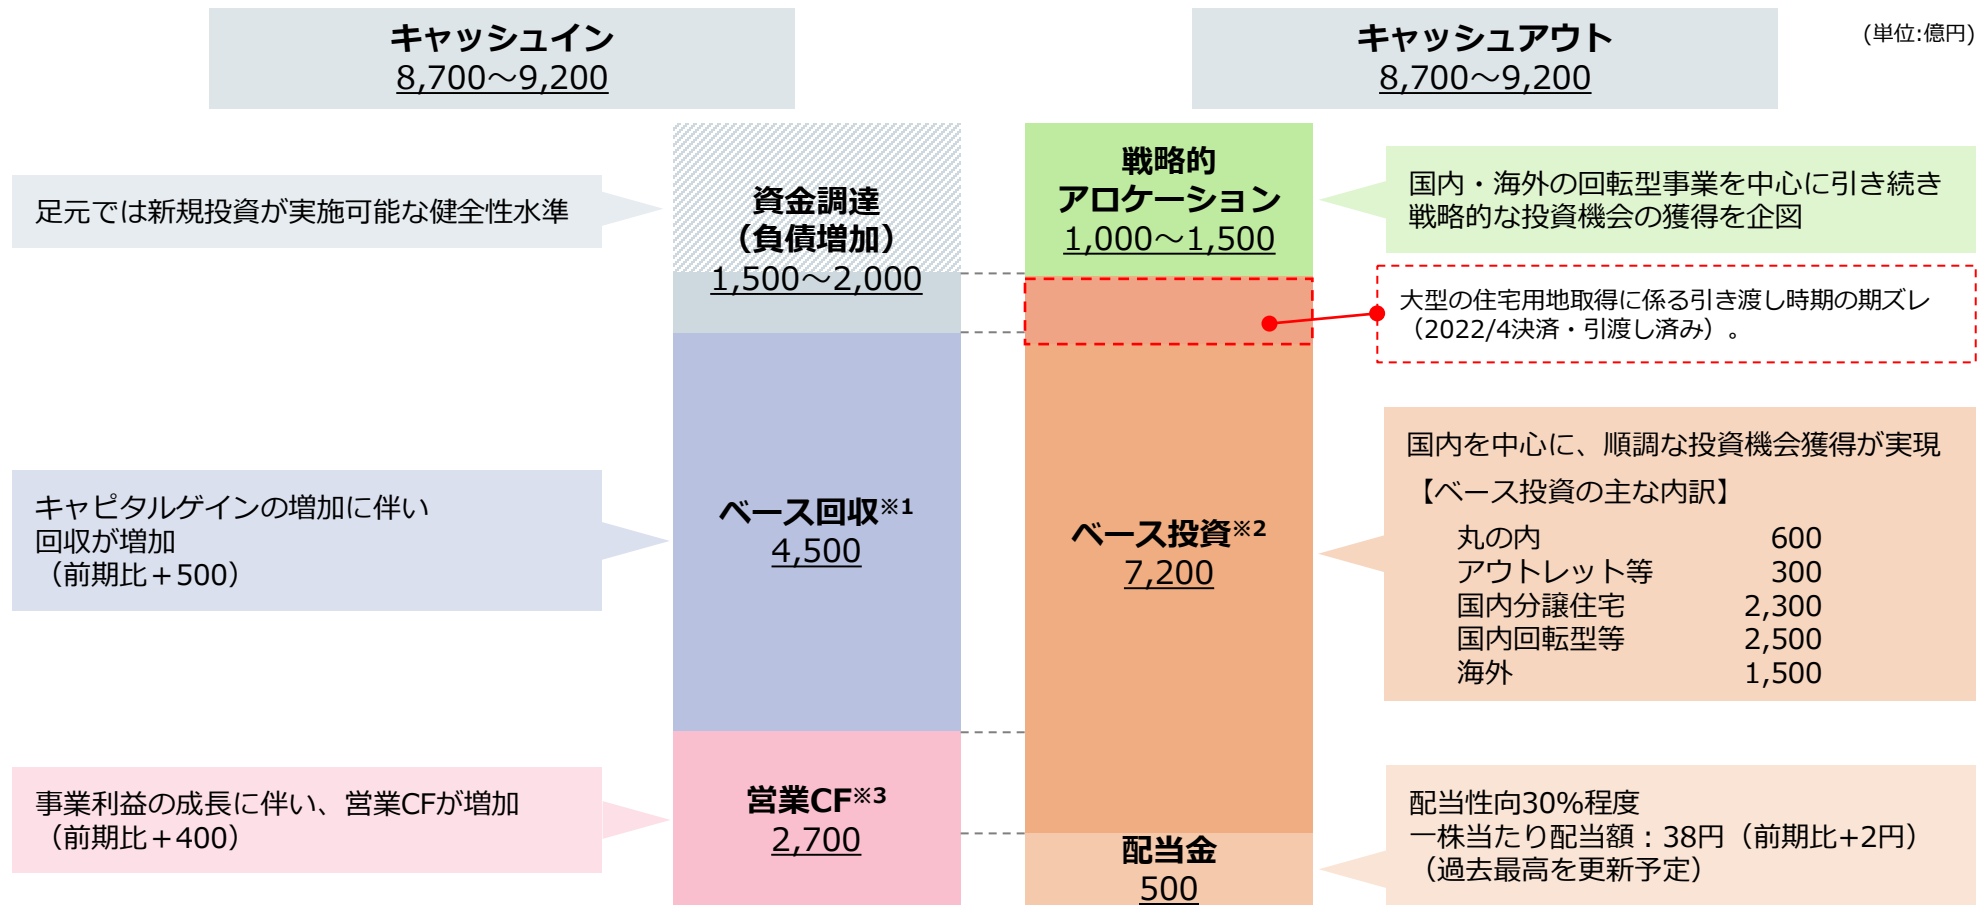 キャッシュイン
8,700～9,200
キャッシュアウト
8,700～9,200
(単位:億円)
足元では新規投資が実施可能な健全性水準
資金調達
（負債増加）
1,500～2,000
戦略的
アロケーション
1,000～1,500
国内・海外の回転型事業を中心に引き続き
戦略的な投資機会の獲得を企図
大型の住宅用地取得に係る引き渡し時期の期ズレ
（2022/4決済・引渡し済み）。
キャピタルゲインの増加に伴い
回収が増加
（前期比＋500）
ベース回収※1
4,500
ベース投資※2
7,200
国内を中心に、順調な投資機会獲得が実現
【ベース投資の主な内訳】
丸の内 600
アウトレット等 300
国内分譲住宅 2,300
国内回転型等 2,500
海外 1,500
事業利益の成長に伴い、営業CFが増加
（前期比＋400）
営業CF※3
2,700
配当金
500
配当性向30%程度
一株当たり配当額：38円（前期比+2円）
（過去最高を更新予定）